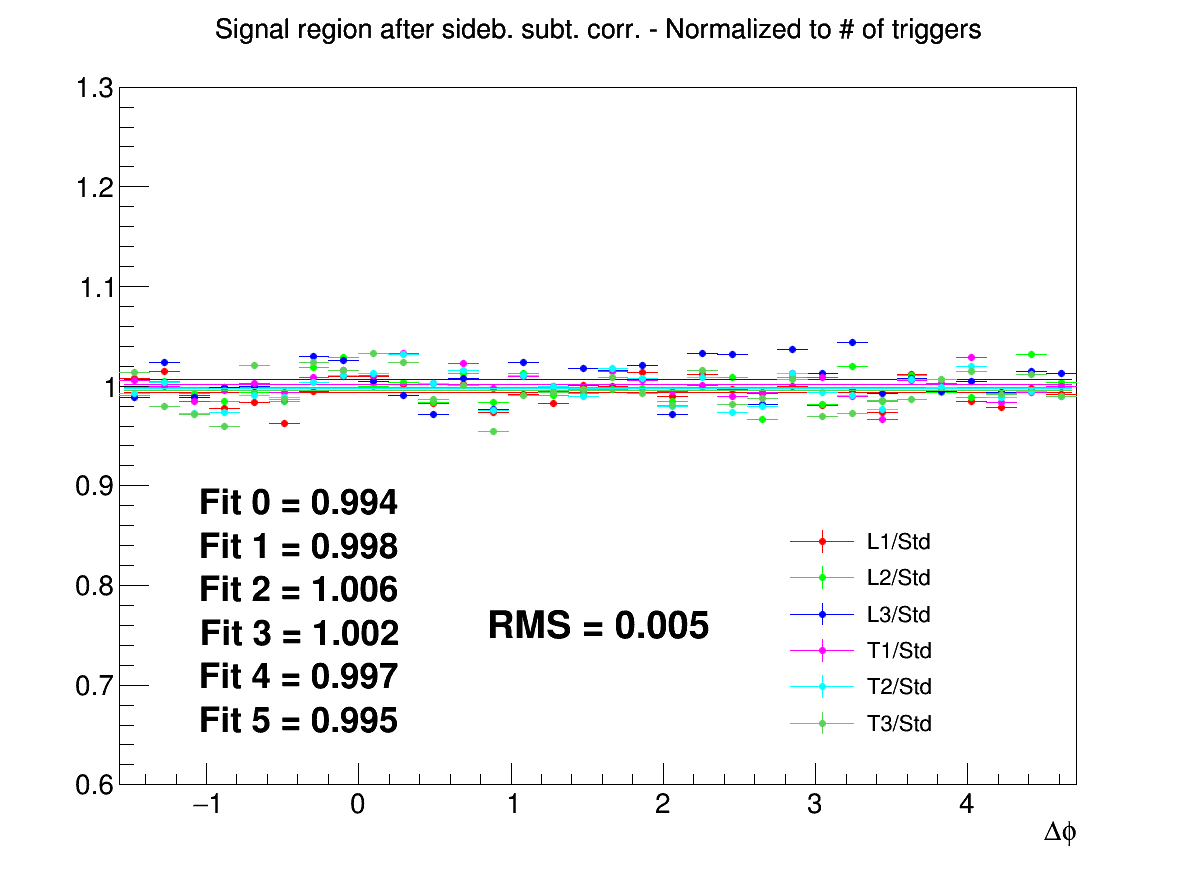 Signal region after sideb. subt. corr. - Normalized to # of triggers
1.3
1.2
1.1
1
0.9
0.8
0.7
0.6
Fit 0 = 0.994
Fit 1 = 0.998
Fit 2 = 1.006
Fit 3 = 1.002
Fit 4 = 0.997
Fit 5 = 0.995
RMS = 0.005
L1/Std
L2/Std
L3/Std
T1/Std
T2/Std
T3/Std
−1 0 1 2 3 4
Δϕ